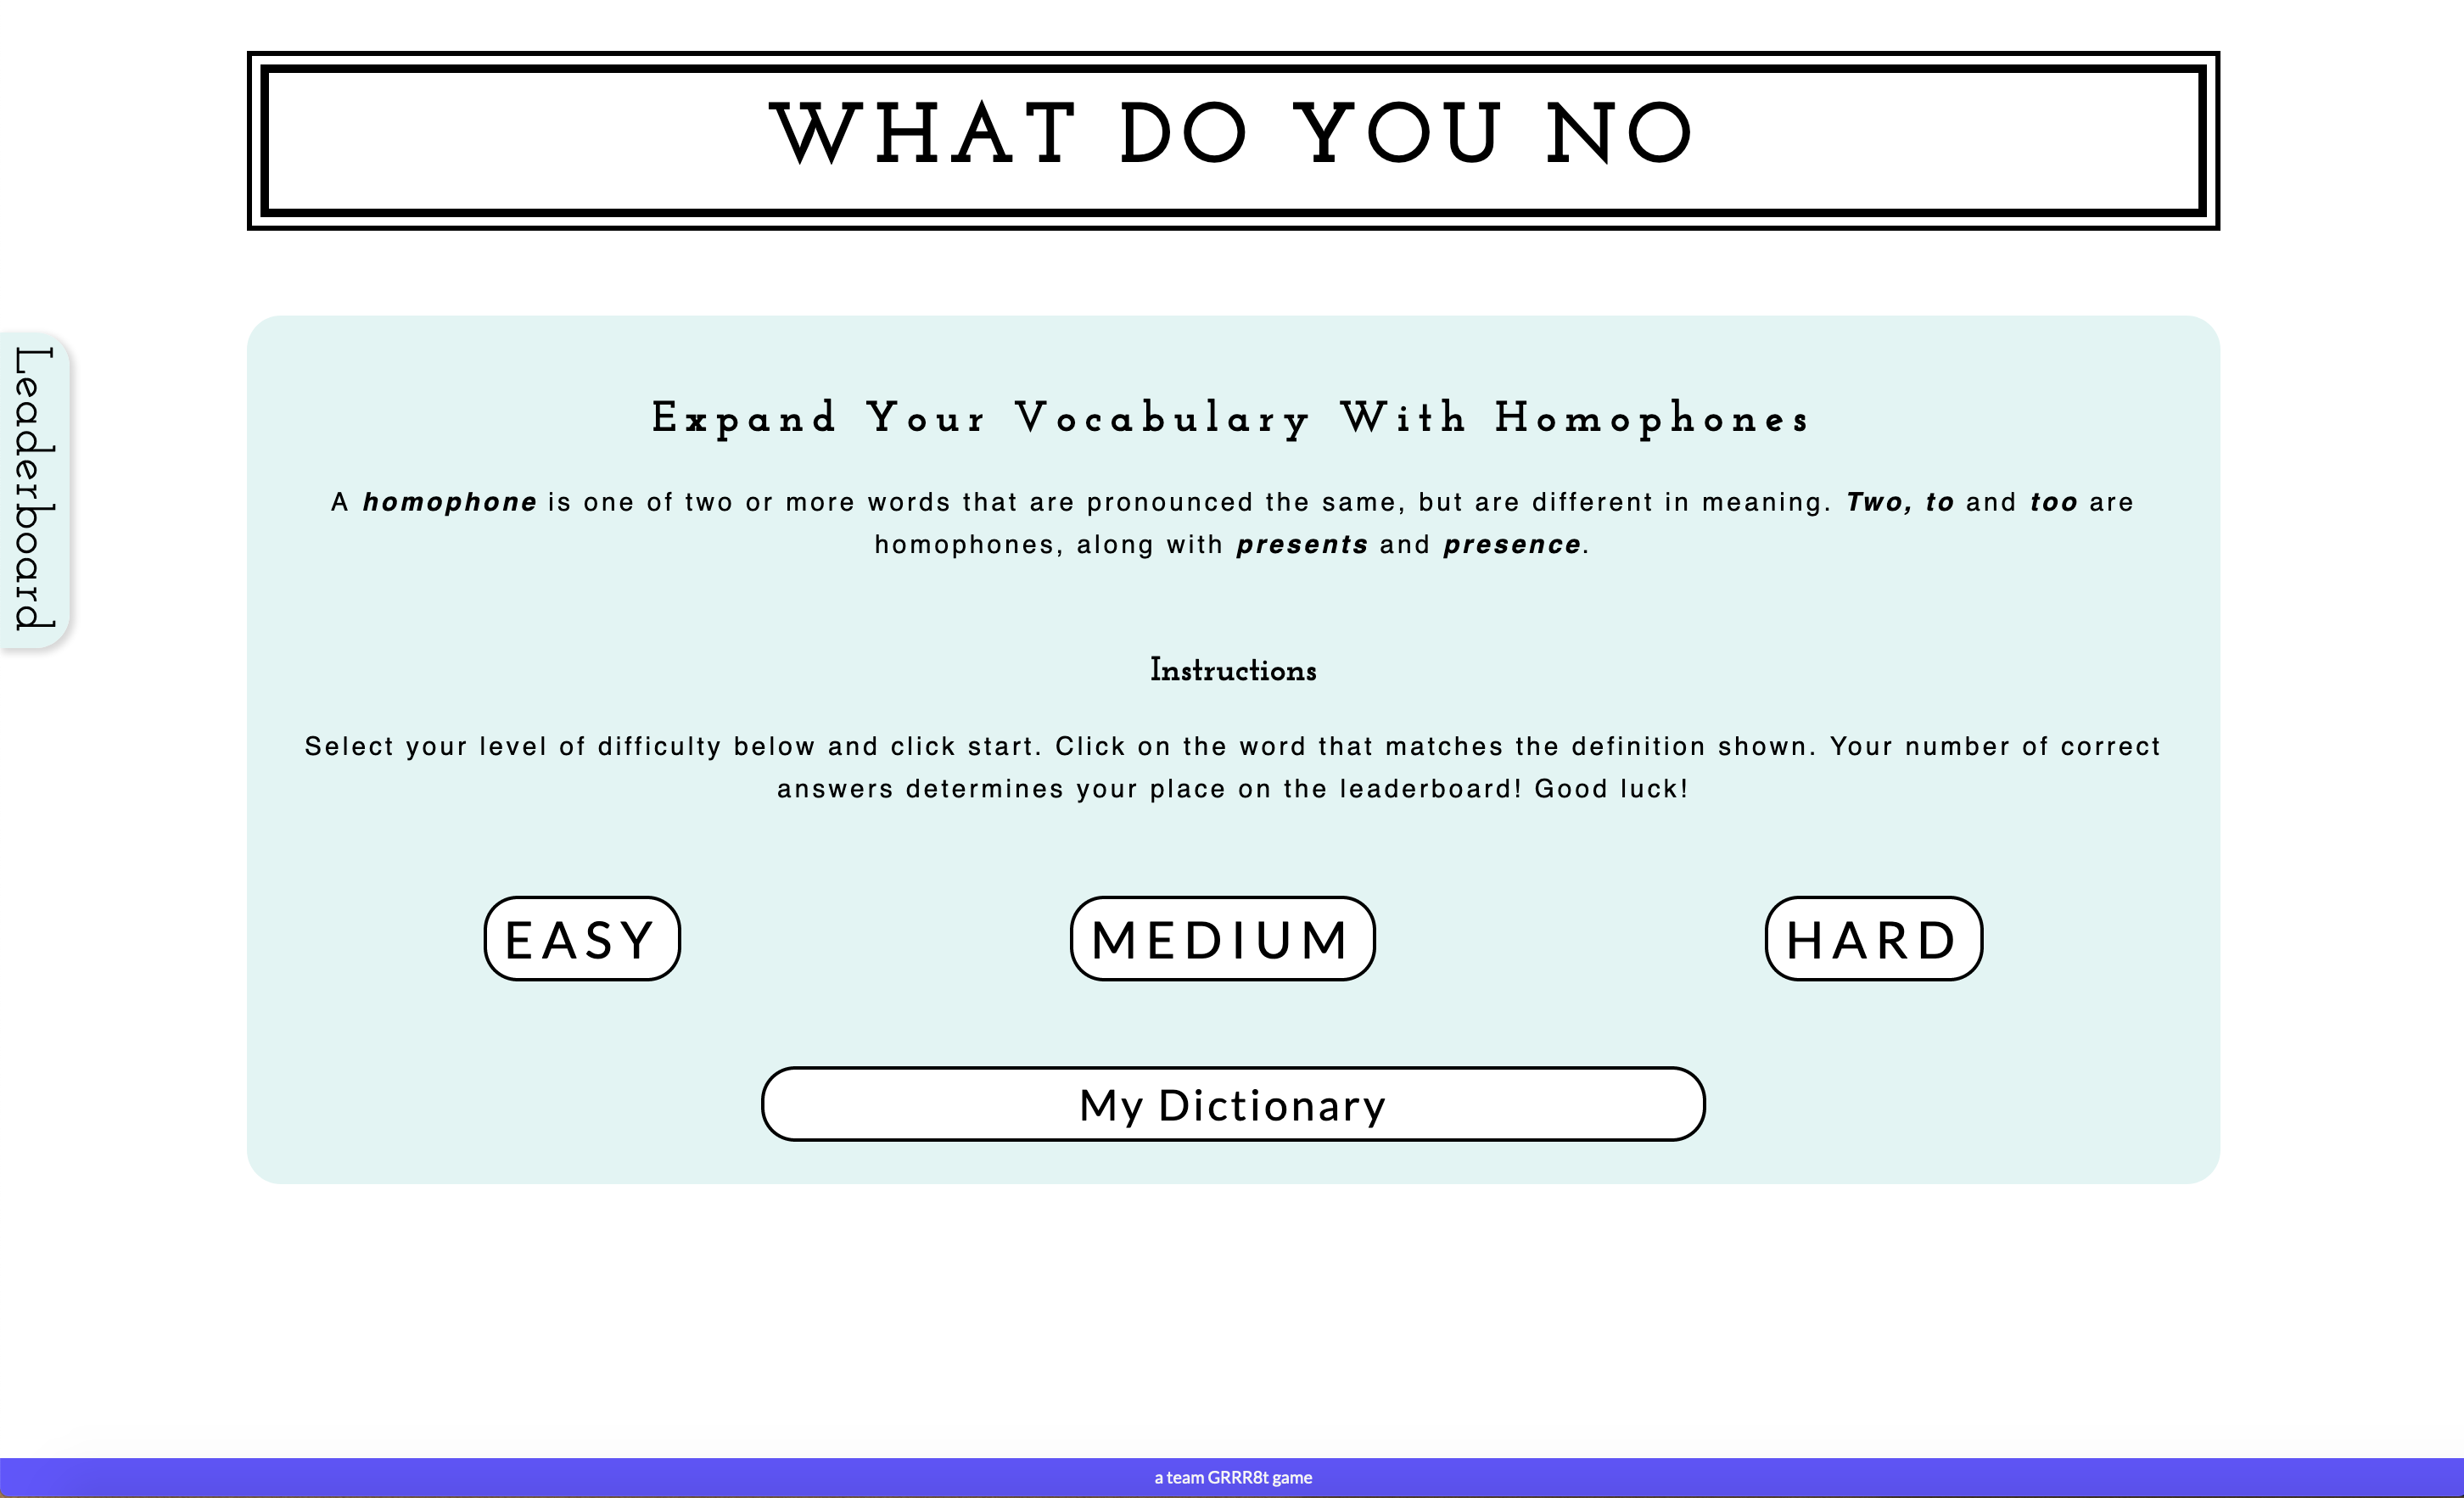 WHAT DO YOU NO
Leaderboard
Expand Your Vocabulary With Homophones
A homophone is one of two or more words that are pronounced the same, but are different in meaning. Two, to and too are
homophones, along with presents and presence.
Instructions
Select your level of difficulty below and click start. Click on the word that matches the definition shown. Your number of correct
answers determines your place on the leaderboard! Good luck!
EASY
MEDIUM
HARD
My Dictionary
a team GRRR8t game